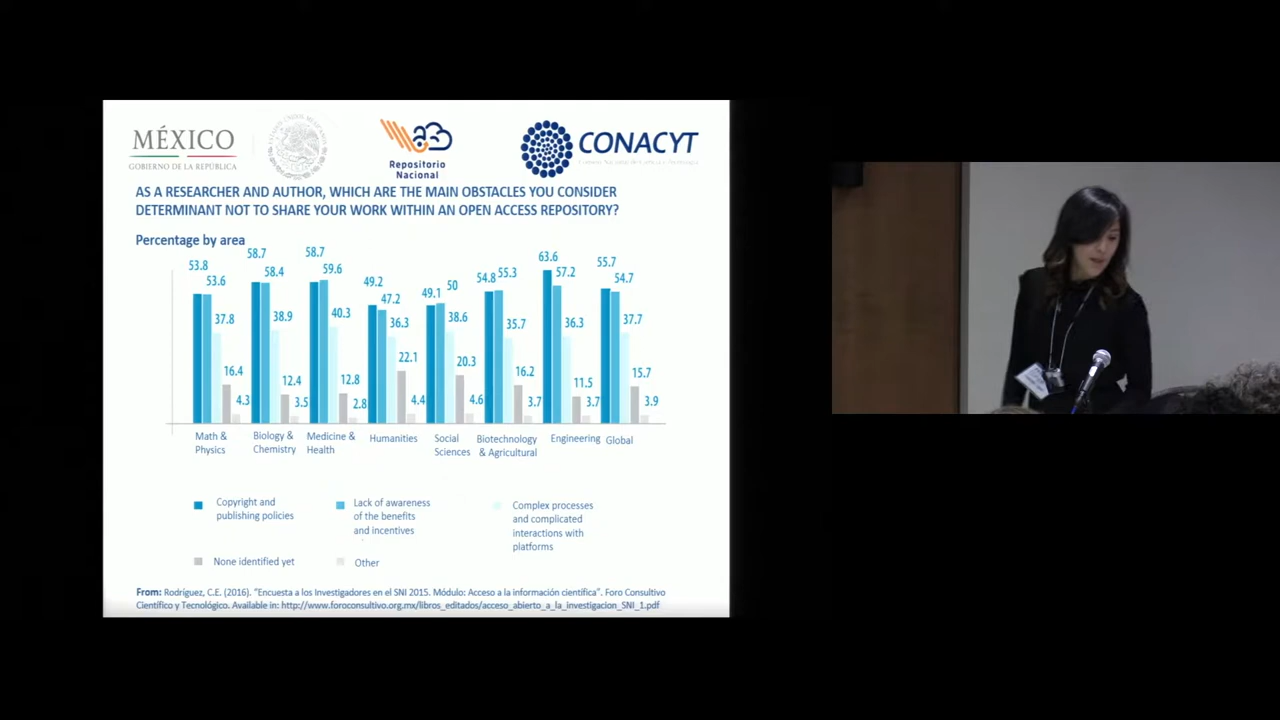 MÉXICO
GOBIERNO DE LA REPÚBLICA
Repositorio
Nacional
CONACYT
AS A RESEARCHER AND AUTHOR, WHICH ARE THE MAIN OBSTACLES YOU CONSIDER
DETERMINANT NOT TO SHARE YOUR WORK WITHIN AN OPEN ACCESS REPOSITORY?
Percentage by area
53.8 53.6 37.8 16.4 4.3
58.7 58.4 38.9 12.4 3.5
58.7 59.6 40.3 12.8 2.8
49.2 47.2 36.3 22.1 4.4
49.1 50 38.6 20.3 4.6
54.8 55.3 35.7 16.2 3.7
63.6 57.2 36.3 11.5 3.7
55.7 54.7 37.7 15.7 3.9
Math &
Physics
Biology &
Chemistry
Medicine &
Health
Humanities
Social
Sciences
Biotechnology
& Agricultural
Engineering
Global
Copyright and
publishing policies
Lack of awareness
of the benefits
and incentives
Complex processes
and complicated
interactions with
platforms
None identified yet
Other
From: Rodríguez, C.E. (2016). "Encuesta a los Investigadores en el SNI 2015. Módulo: Acceso a la información científica". Foro Consultivo
Científico y Tecnológico. Available in: http://www.foroconsultivo.org.mx/libros_editados/acceso_abierto_a_la_investigacion_SNI_1.pdf